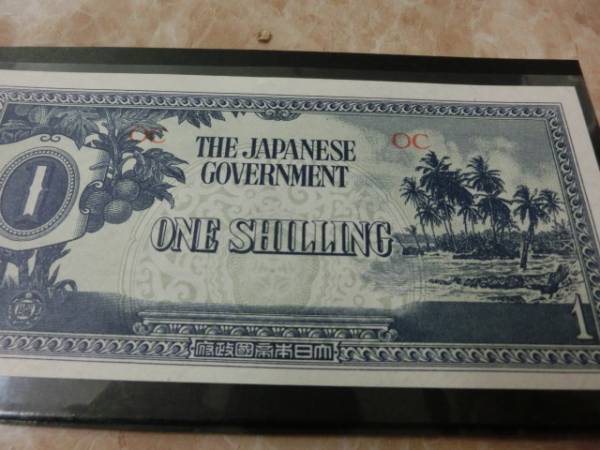 OC
THE JAPANESE
OC
GOVERNMENT
1
ONE SHILLING
1
府政國帝本日大